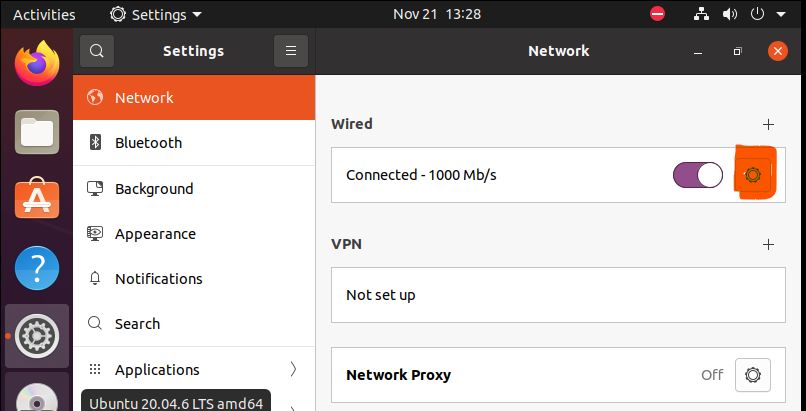 Activities
Settings
Nov 21 13:28
Settings
Network
Network
Bluetooth
Background
Appearance
Notifications
Search
Applications
Ubuntu 20.04.6 LTS amd64
Wired
Connected - 1000 Mb/s
VPN
Not set up
Network Proxy
Off